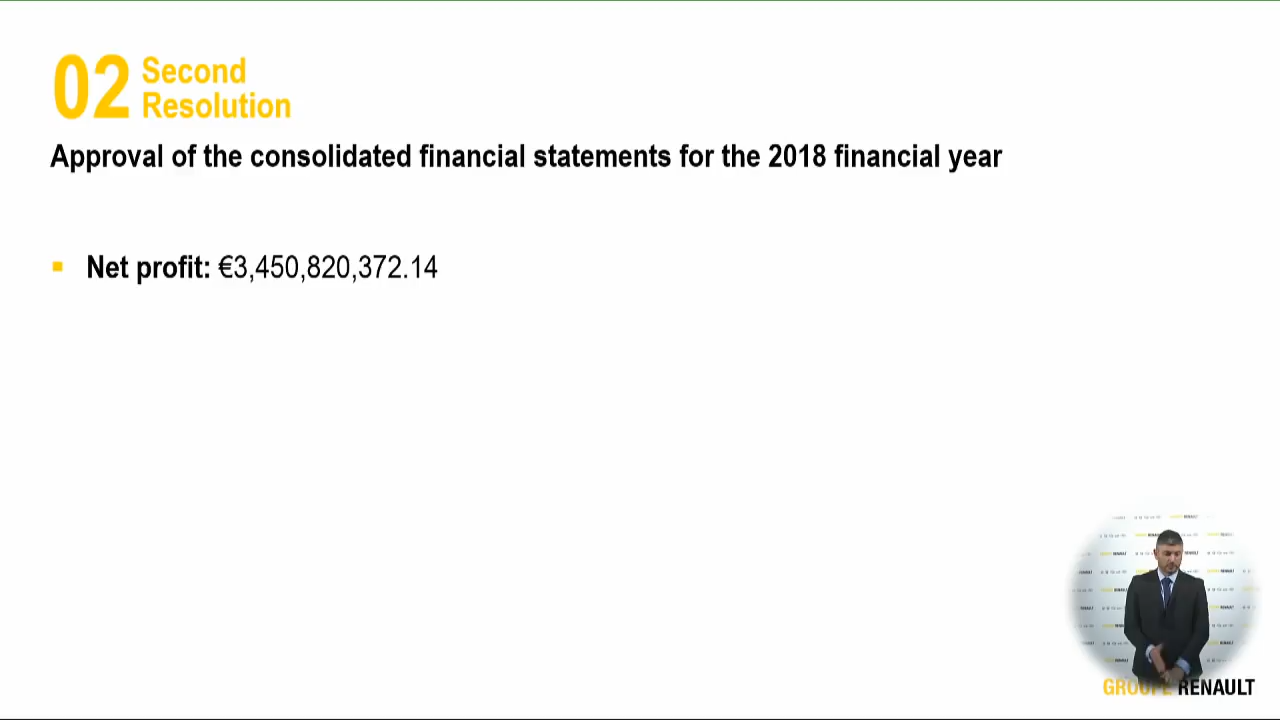 02 Second
Resolution
Approval of the consolidated financial statements for the 2018 financial year
▪ Net profit: €3,450,820,372.14
GROUPE RENAULT